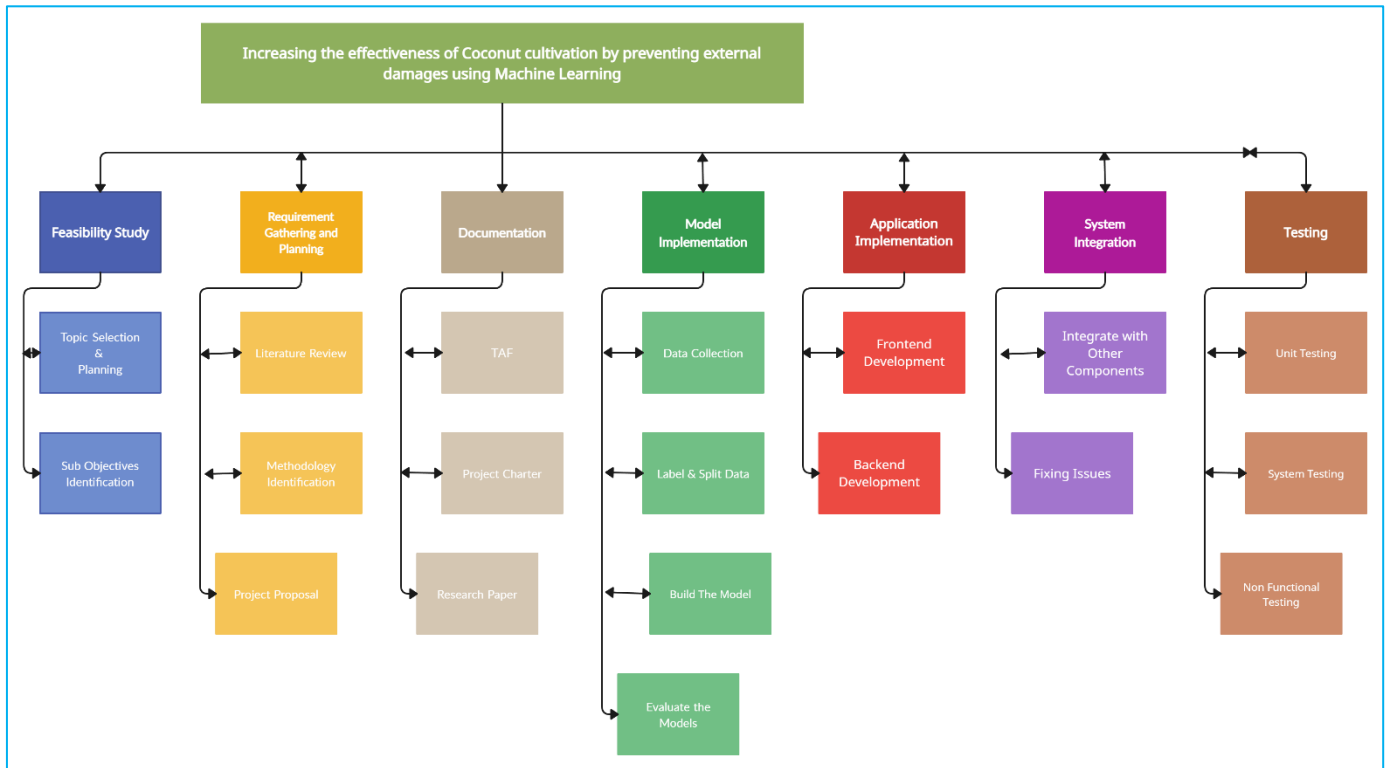 Increasing the effectiveness of Coconut cultivation by preventing external
damages using Machine Learning
Feasibility Study
Requirement
Gathering and
Planning
Documentation
Model
Implementation
Application
Implementation
System
Integration
Testing
Topic Selection
&
Planning
Literature Review
TAF
Data Collection
Frontend
Development
Integrate with
Other
Components
Unit Testing
Sub Objectives
Identification
Methodology
Identification
Project Charter
Label & Split Data
Backend
Development
Fixing Issues
System Testing
Project Proposal
Research Paper
Build The Model
Non Functional
Testing
Evaluate the
Models